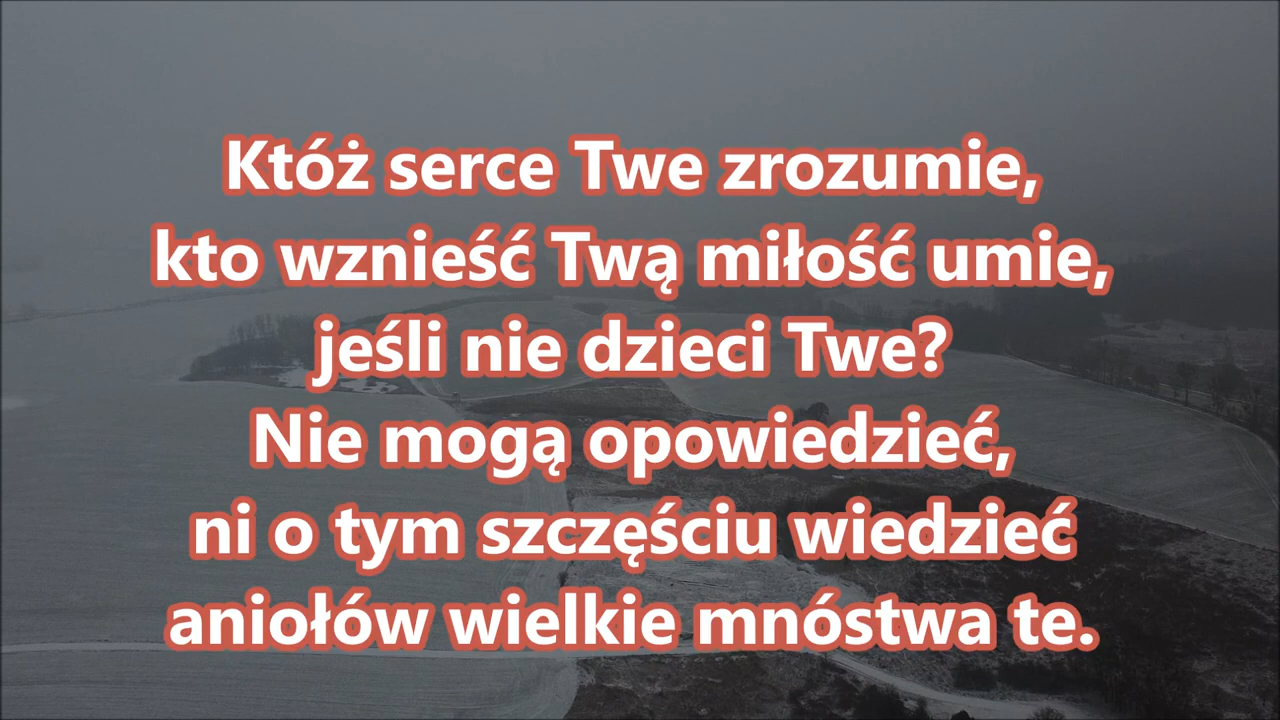 Któż serce Twe zrozumie,
kto wznieść Twą miłość umie,
jeśli nie dzieci Twe?
Nie mogą opowiedzieć,
ni o tym szczęściu wiedzieć
aniołów wielkie mnóstwa te.